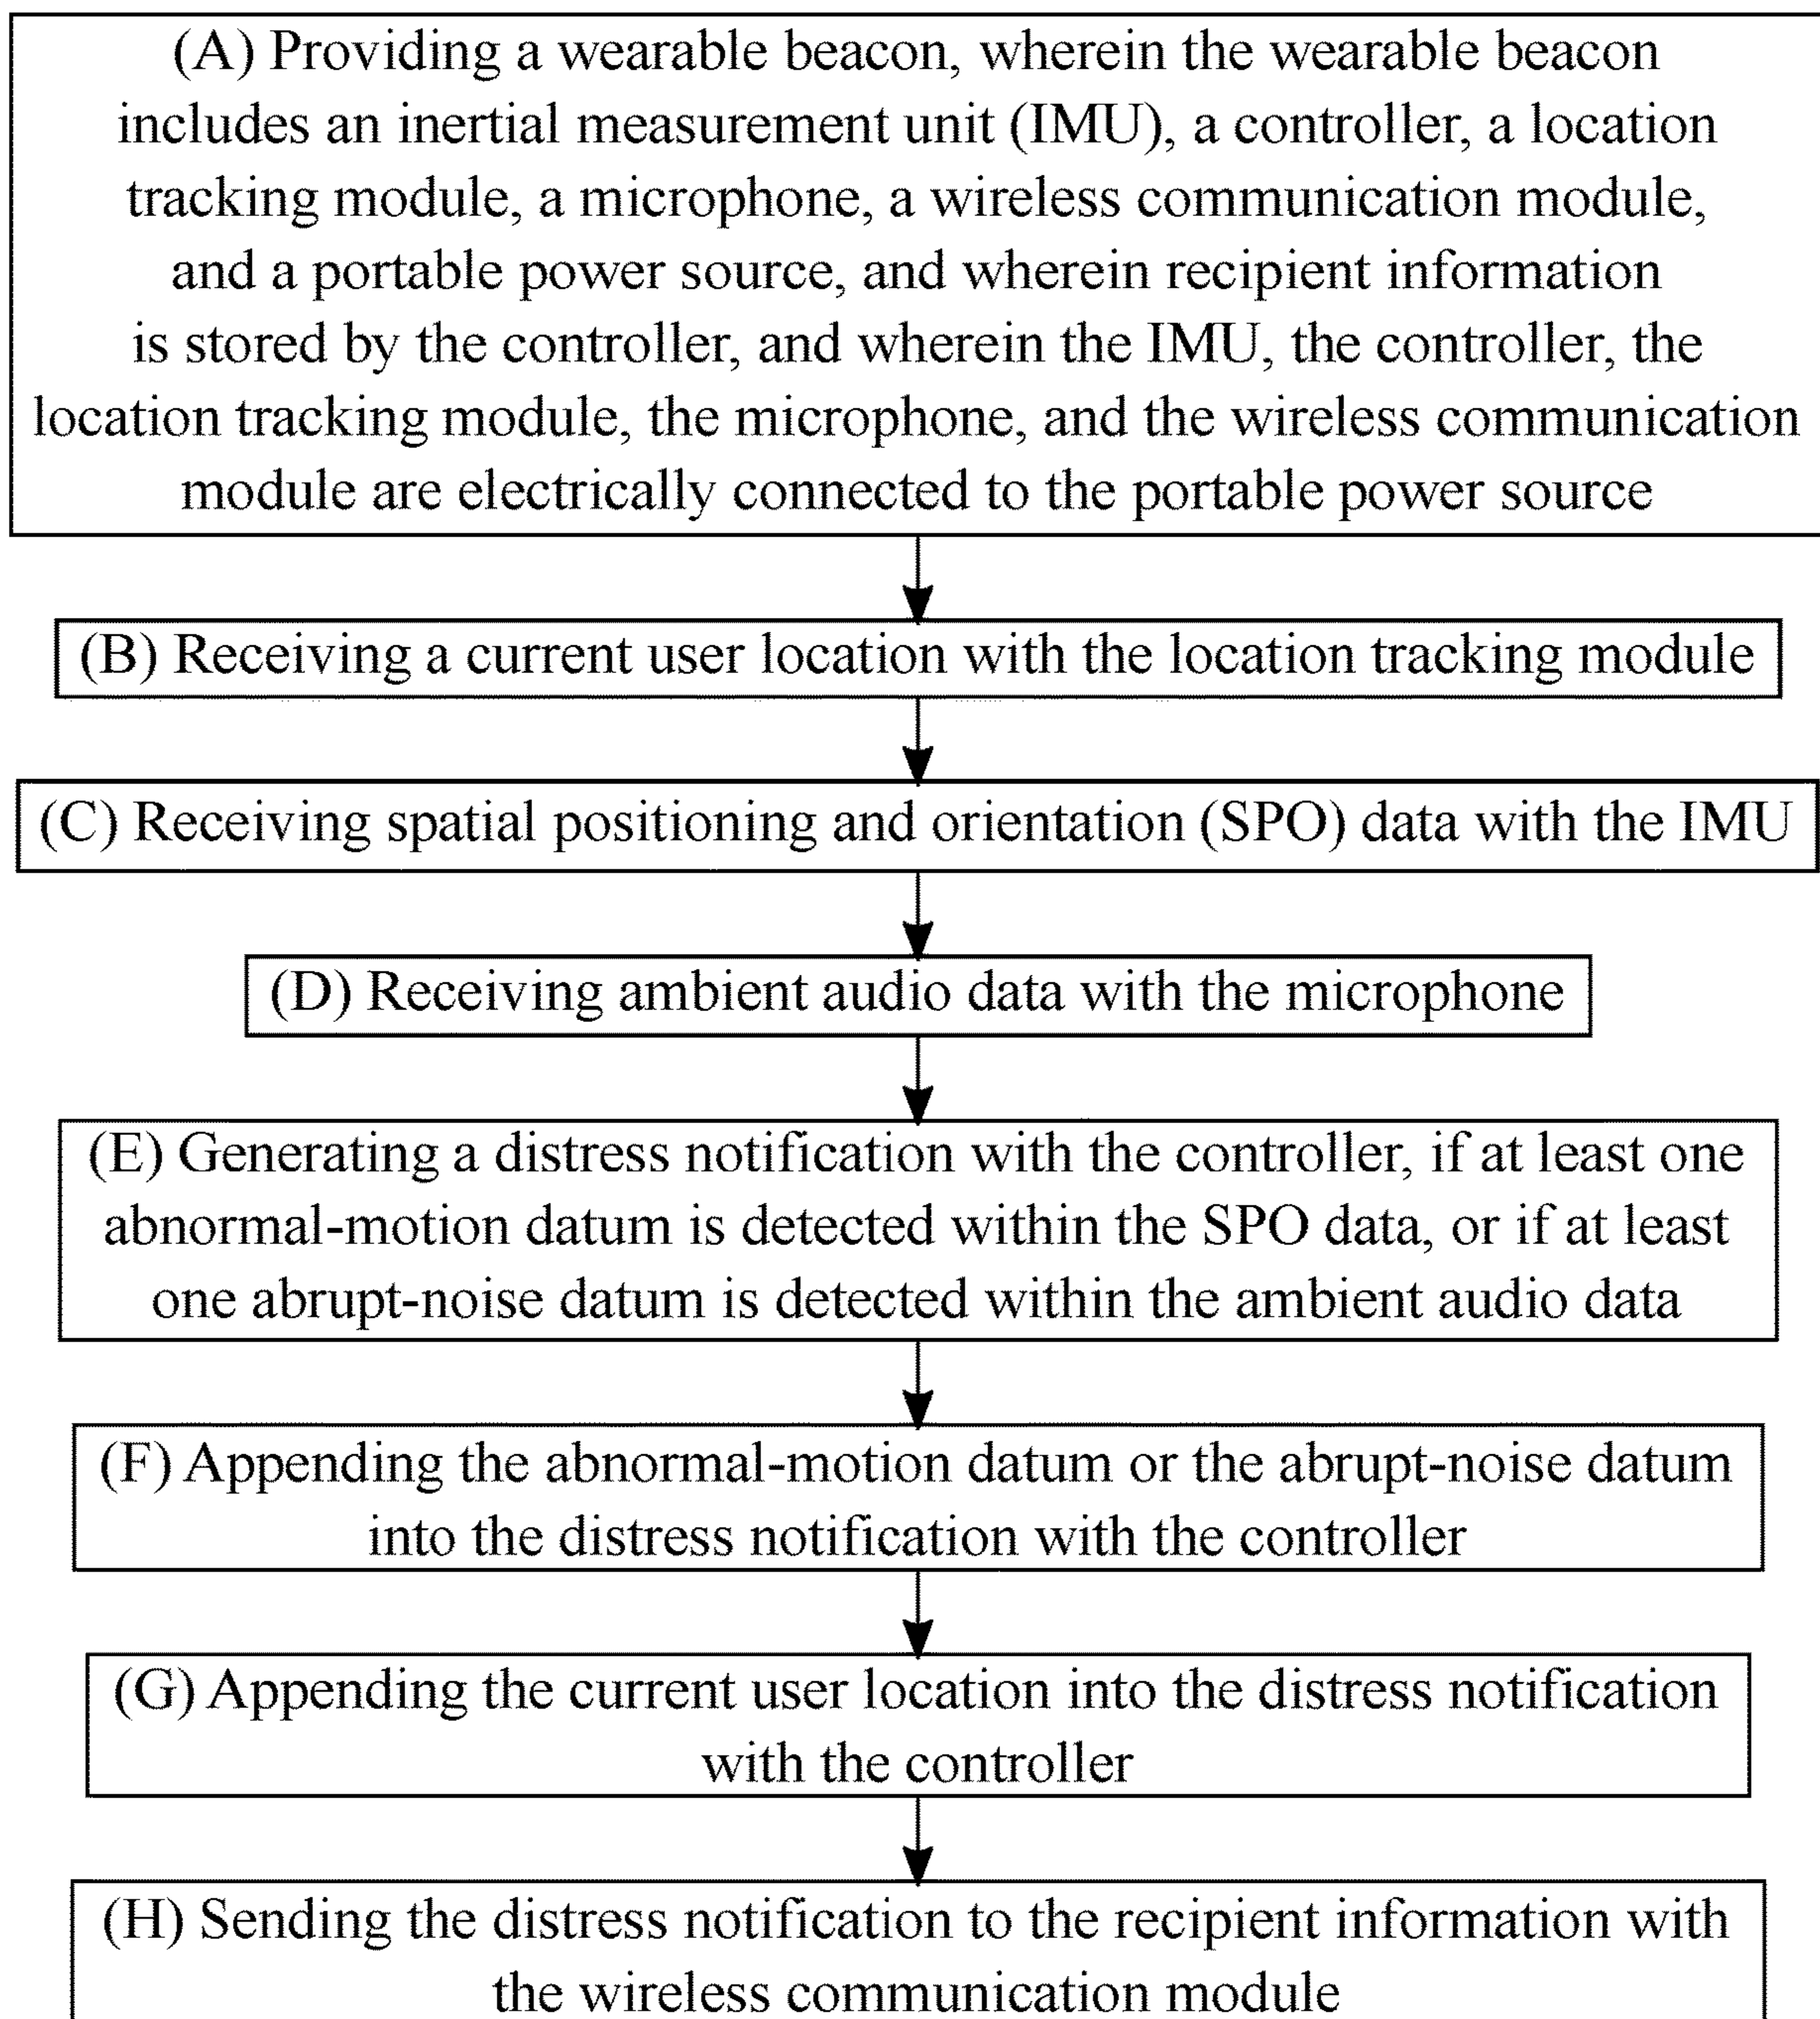 (A) Providing a wearable beacon, wherein the wearable beacon
includes an inertial measurement unit (IMU), a controller, a location
tracking module, a microphone, a wireless communication module,
and a portable power source, and wherein recipient information
is stored by the controller, and wherein the IMU, the controller, the
location tracking module, the microphone, and the wireless communication
module are electrically connected to the portable power source
(B) Receiving a current user location with the location tracking module
(C) Receiving spatial positioning and orientation (SPO) data with the IMU
(D) Receiving ambient audio data with the microphone
(E) Generating a distress notification with the controller, if at least one
abnormal-motion datum is detected within the SPO data, or if at least
one abrupt-noise datum is detected within the ambient audio data
(F) Appending the abnormal-motion datum or the abrupt-noise datum
into the distress notification with the controller
(G) Appending the current user location into the distress notification
with the controller
(H) Sending the distress notification to the recipient information with
the wireless communication module